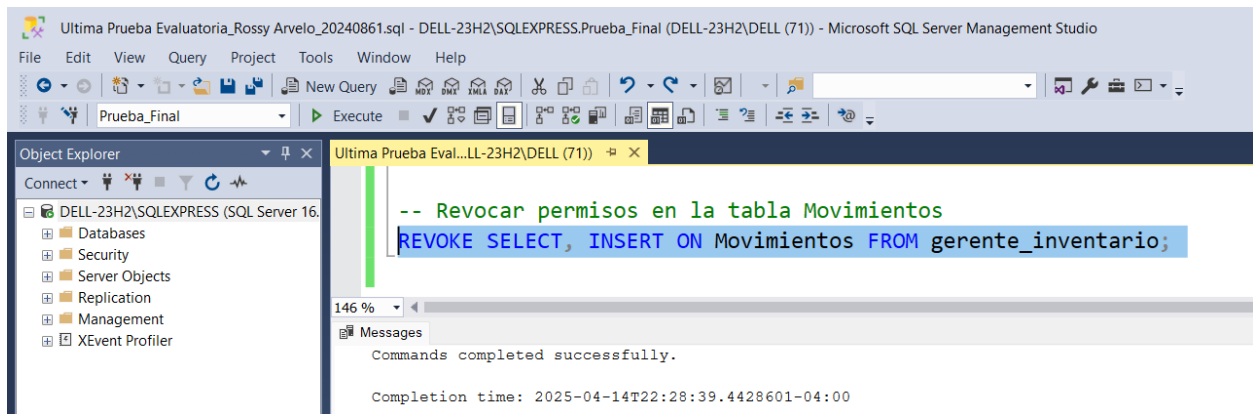 Ultima Prueba Evaluatoria_Rossy Arvelo_20240861.sql - DELL-23H2\SQLEXPRESS.Prueba_Final (DELL-23H2\DELL (71)) - Microsoft SQL Server Management Studio
File Edit View Query Project Tools Window Help
New Query MDX DMX XMLA DAX
Prueba_Final Execute
Object Explorer
Ultima Prueba Eval...LL-23H2\DELL (71))
Connect
DELL-23H2\SQLEXPRESS (SQL Server 16.
Databases
Security
Server Objects
Replication
Management
XEvent Profiler
-- Revocar permisos en la tabla Movimientos
REVOKE SELECT, INSERT ON Movimientos FROM gerente_inventario;
146 %
Messages
Commands completed successfully.
Completion time: 2025-04-14T22:28:39.4428601-04:00